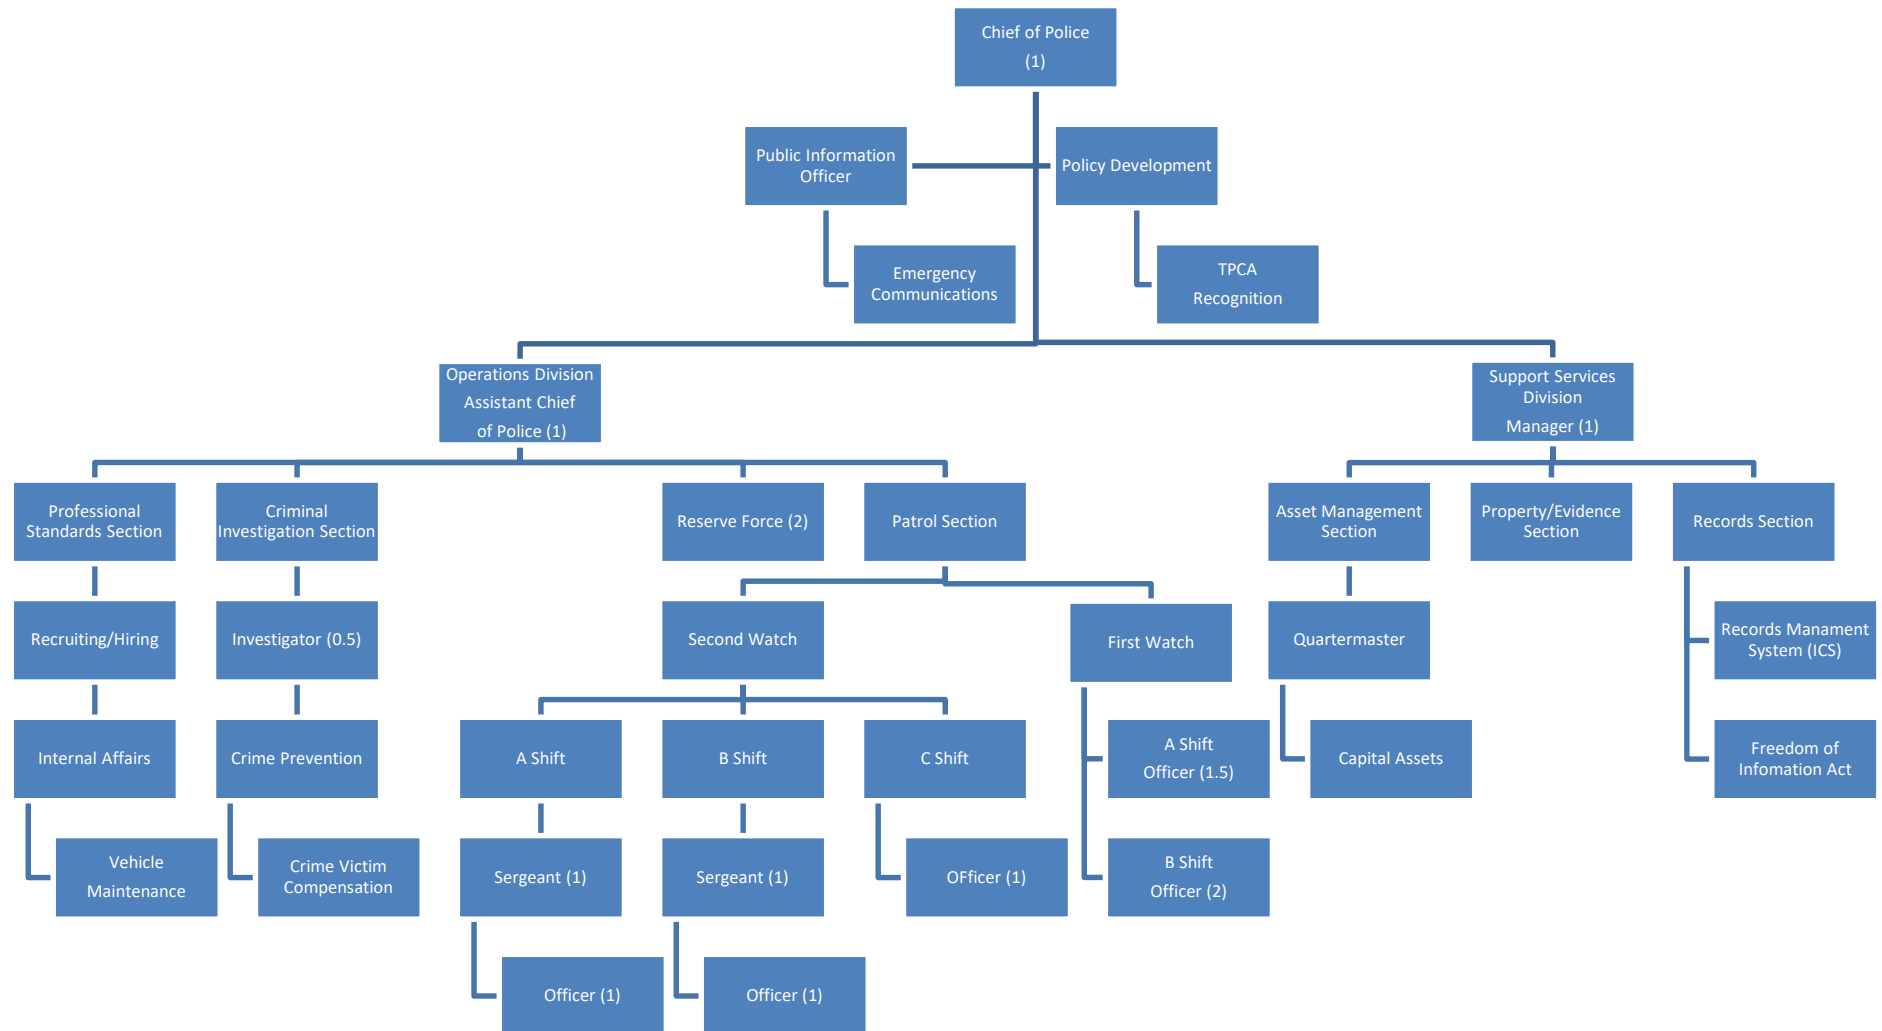 Chief of Police
(1)
Public Information
Officer
Policy Development
Emergency
Communications
TPCA
Recognition
Operations Division
Assistant Chief
of Police (1)
Support Services
Division
Manager (1)
Professional
Standards Section
Criminal
Investigation Section
Reserve Force (2)
Patrol Section
Asset Management
Section
Property/Evidence
Section
Records Section
Recruiting/Hiring
Investigator (0.5)
Second Watch
First Watch
Quartermaster
Records Manament
System (ICS)
Internal Affairs
Crime Prevention
A Shift
B Shift
C Shift
A Shift
Officer (1.5)
Capital Assets
Freedom of
Infomation Act
Vehicle
Maintenance
Crime Victim
Compensation
Sergeant (1)
Sergeant (1)
OFficer (1)
B Shift
Officer (2)
Officer (1)
Officer (1)